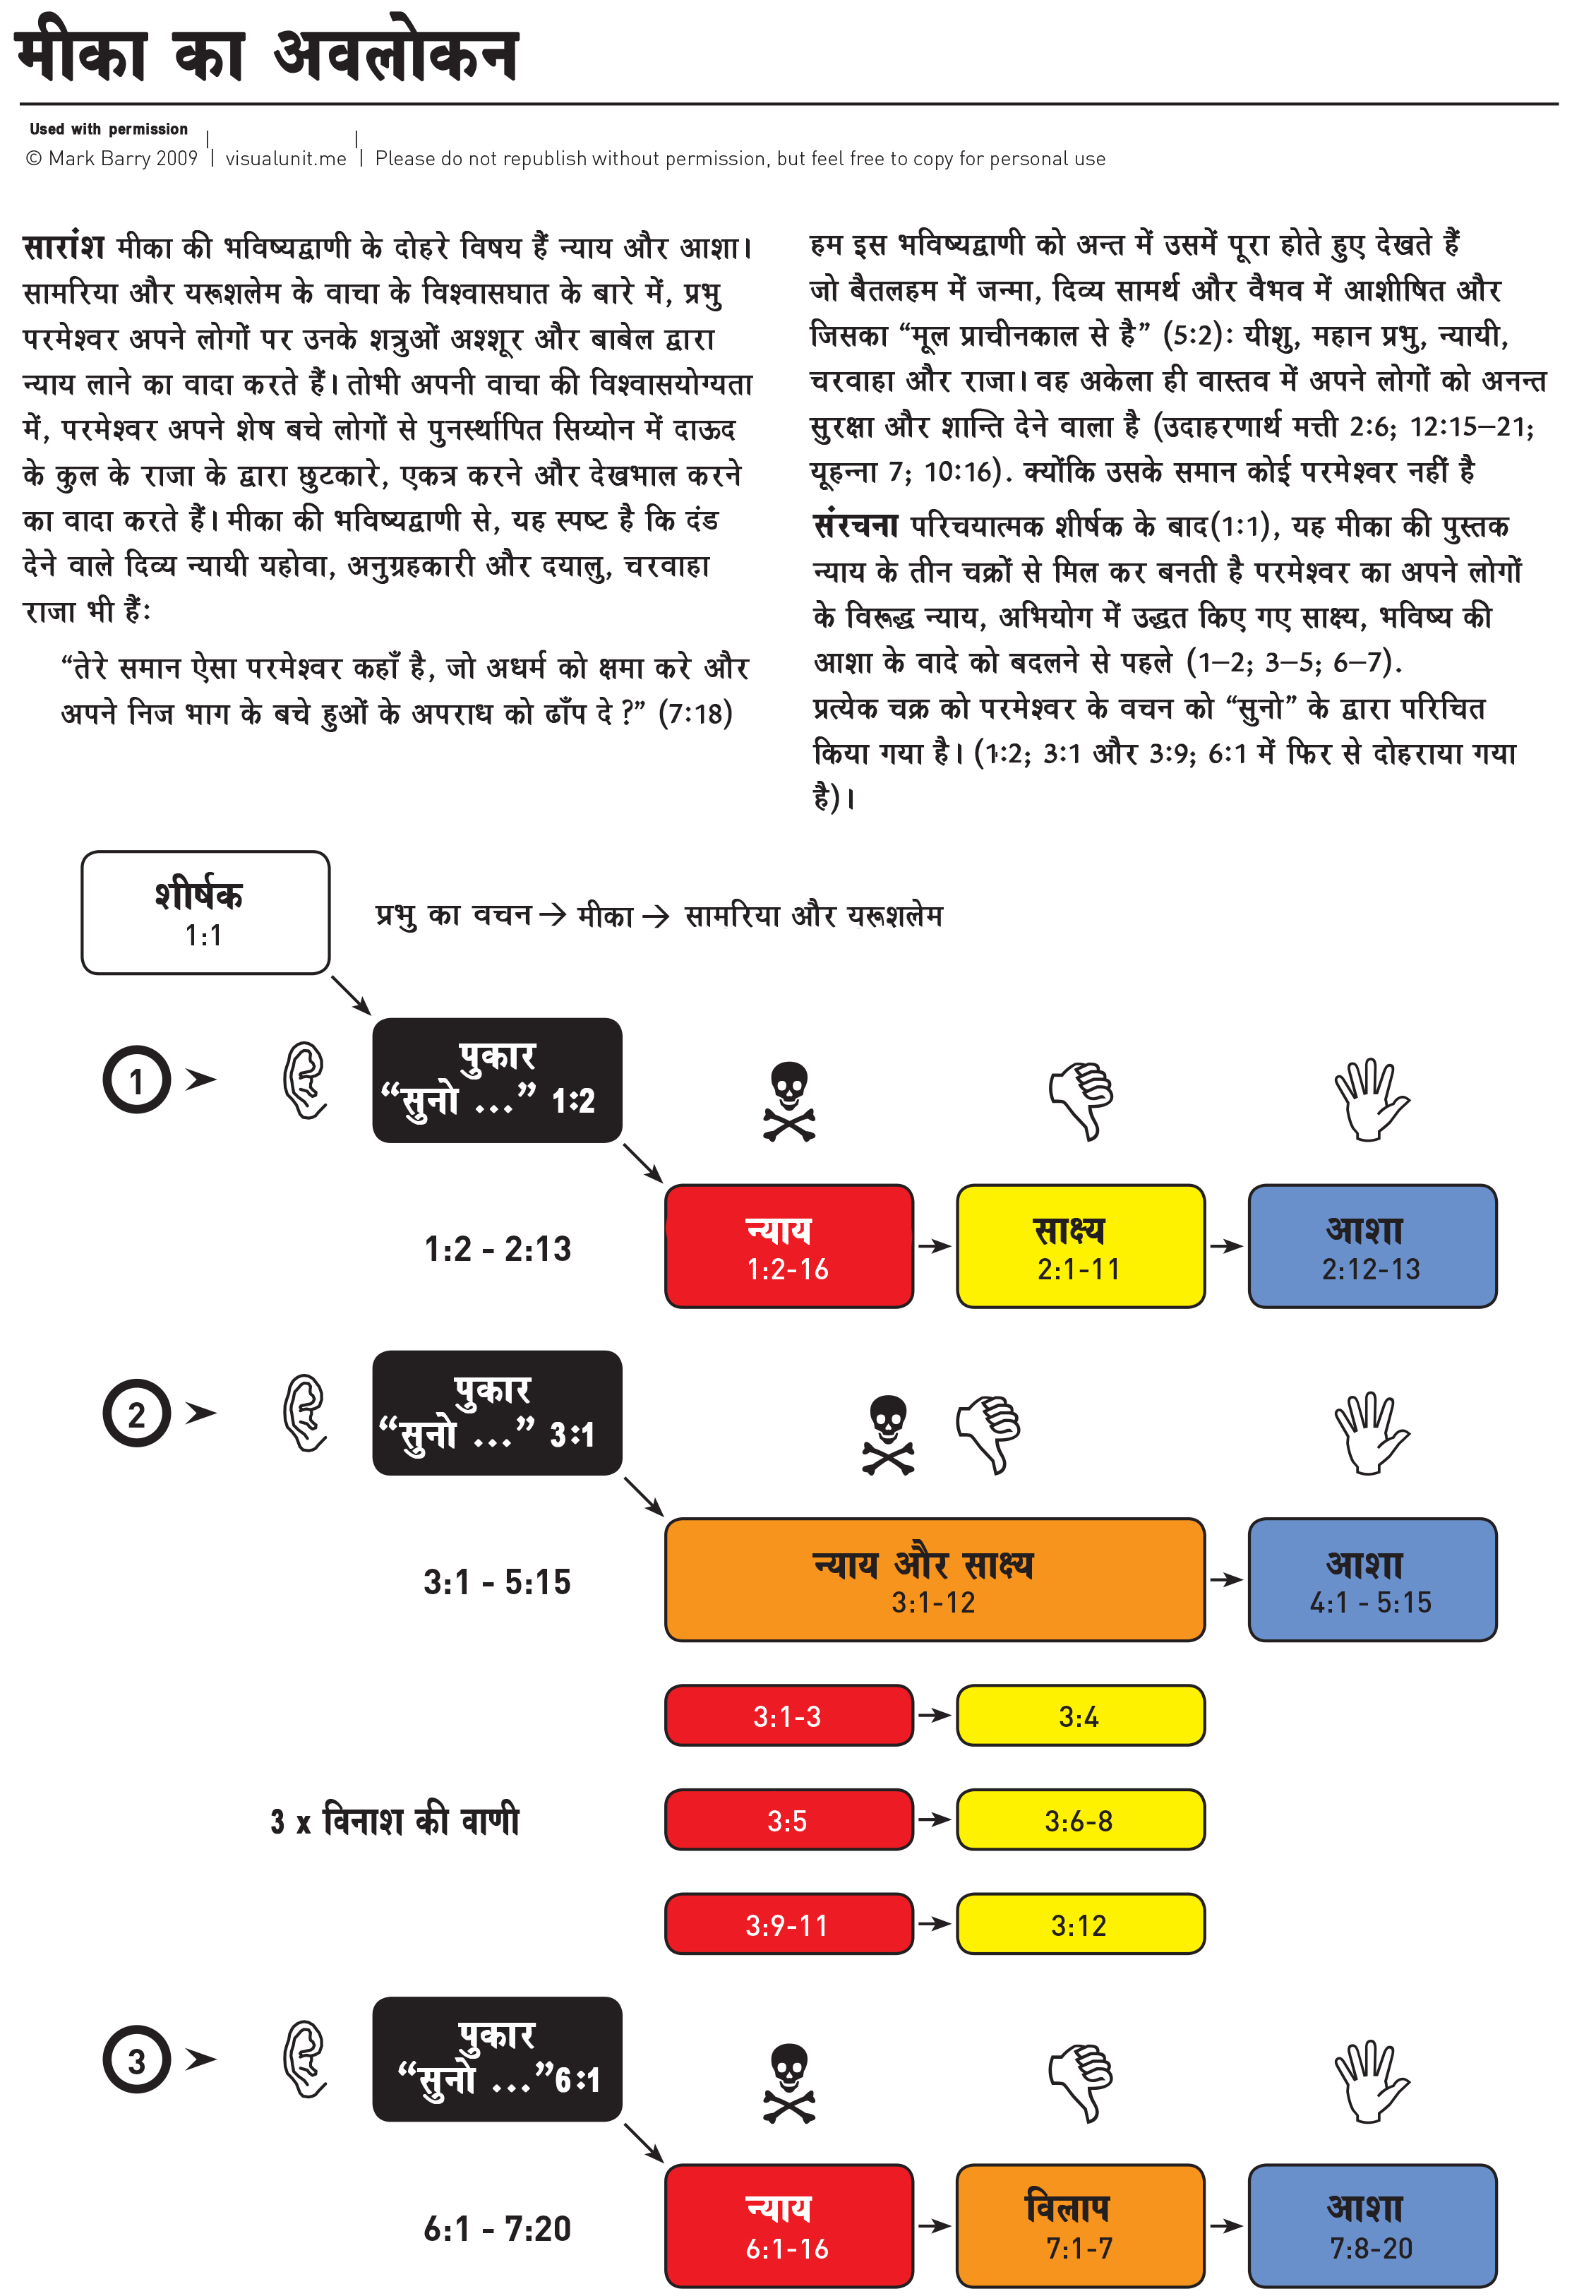 मीका का अवलोकन
Used with permission
© Mark Barry 2009 | visualunit.me | Please do not republish without permission, but feel free to copy for personal use
सारांश मीका की भविष्यद्वाणी के दोहरे विषय हैं न्याय और आशा।
सामरिया और यरूशलेम के वाचा के विश्वासघात के बारे में, प्रभु
परमेश्वर अपने लोगों पर उनके शत्रुओं अश्शूर और बाबेल द्वारा
न्याय लाने का वादा करते हैं। तोभी अपनी वाचा की विश्वासयोग्यता
में, परमेश्वर अपने शेष बचे लोगों से पुनर्स्थापित सिय्योन में दाऊद
के कुल के राजा के द्वारा छुटकारे, एकत्र करने और देखभाल करने
का वादा करते हैं। मीका की भविष्यद्वाणी से, यह स्पष्ट है कि दंड
देने वाले दिव्य न्यायी यहोवा, अनुग्रहकारी और दयालु, चरवाहा
राजा भी हैं:
“तेरे समान ऐसा परमेश्वर कहाँ है, जो अधर्म को क्षमा करे और
अपने निज भाग के बचे हुओं के अपराध को ढाँप दे ?” (7:18)
हम इस भविष्यद्वाणी को अन्त में उसमें पूरा होते हुए देखते हैं
जो बैतलहम में जन्मा, दिव्य सामर्थ और वैभव में आशीषित और
जिसका “मूल प्राचीनकाल से है” (5:2): यीशु, महान प्रभु, न्यायी,
चरवाहा और राजा। वह अकेला ही वास्तव में अपने लोगों को अनन्त
सुरक्षा और शान्ति देने वाला है (उदाहरणार्थ मत्ती 2:6; 12:15–21;
यूहन्ना 7; 10:16). क्योंकि उसके समान कोई परमेश्वर नहीं है
संरचना परिचयात्मक शीर्षक के बाद(1:1), यह मीका की पुस्तक
न्याय के तीन चक्रों से मिल कर बनती है परमेश्वर का अपने लोगों
के विरूद्ध न्याय, अभियोग में उद्धत किए गए साक्ष्य, भविष्य की
आशा के वादे को बदलने से पहले (1–2; 3–5; 6–7).
प्रत्येक चक्र को परमेश्वर के वचन को “सुनो” के द्वारा परिचित
किया गया है। (1:2; 3:1 और 3:9; 6:1 में फिर से दोहराया गया
है)।
शीर्षक
1:1
प्रभु का वचन → मीका → सामरिया और यरूशलेम
1
पुकार
“सुनो ...” 1:2
1:2 - 2:13
न्याय
1:2-16
साक्ष्य
2:1-11
आशा
2:12-13
2
पुकार
“सुनो ...” 3:1
3:1 - 5:15
न्याय और साक्ष्य
3:1-12
आशा
4:1 - 5:15
3:1-3
3:4
3 x विनाश की वाणी
3:5
3:6-8
3:9-11
3:12
3
पुकार
“सुनो ...”6:1
6:1 - 7:20
न्याय
6:1-16
विलाप
7:1-7
आशा
7:8-20